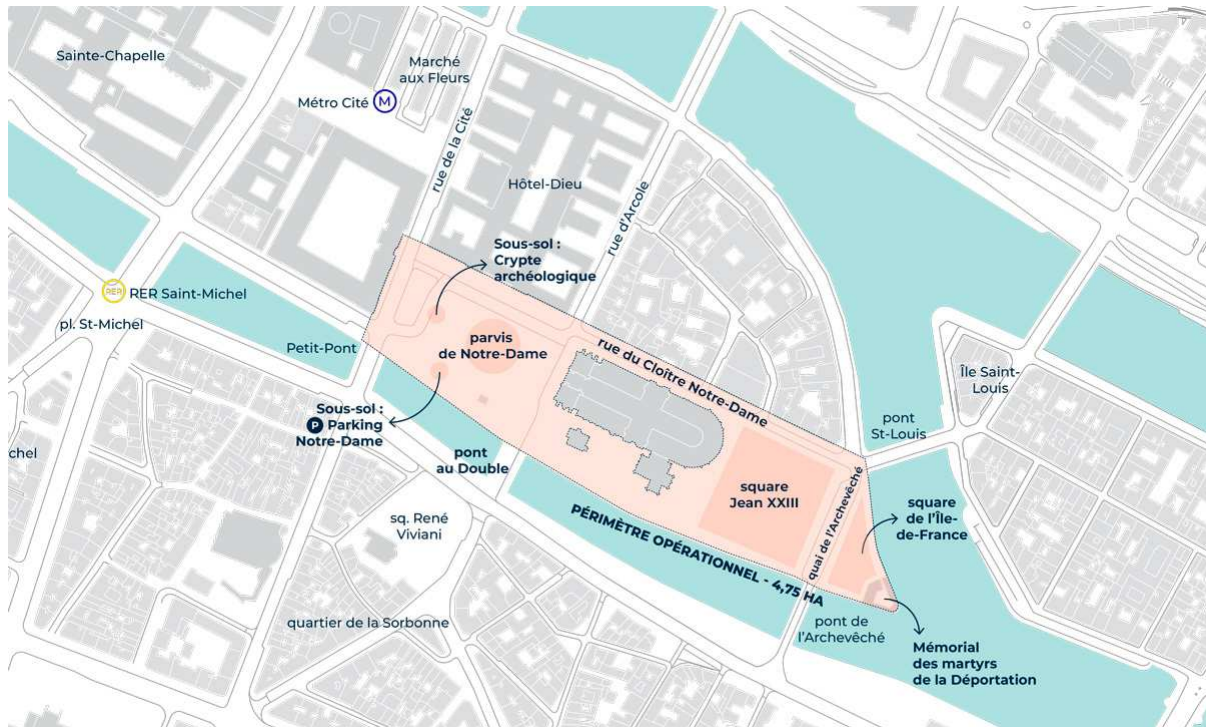 Sainte-Chapelle
Marché
aux Fleurs
Métro Cité M
rue de la Cité
Hôtel-Dieu
rue d'Arcole
Sous-sol :
Crypte
archéologique
RER RER Saint-Michel
pl. St-Michel
Petit-Pont
parvis
de Notre-Dame
rue du Cloître Notre-Dame
Île Saint-
Louis
pont
St-Louis
Sous-sol :
P Parking
Notre-Dame
chel
pont
au Double
square
Jean XXIII
quai de l'Archevêché
square
de l'Île-
de-France
sq. René
Viviani
PÉRIMÈTRE OPÉRATIONNEL - 4,75 HA
quartier de la Sorbonne
pont de
l'Archevêché
Mémorial
des martyrs
de la Déportation